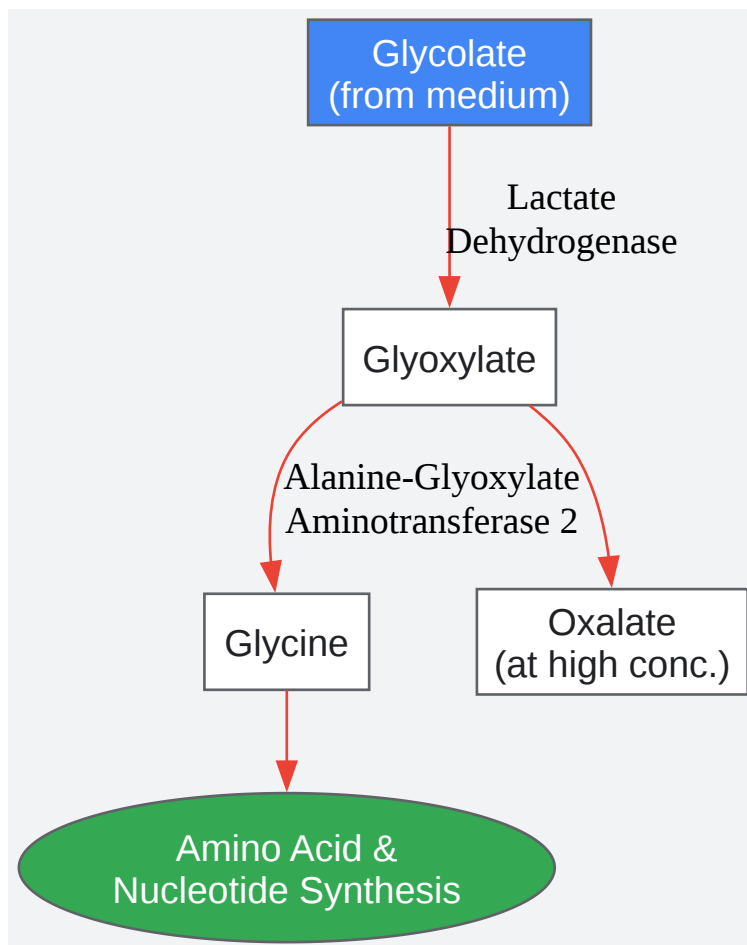 Glycolate
(from medium)
Lactate
Dehydrogenase
Glyoxylate
Alanine-Glyoxylate
Aminotransferase 2
Glycine
Oxalate
(at high conc.)
Amino Acid &
Nucleotide Synthesis